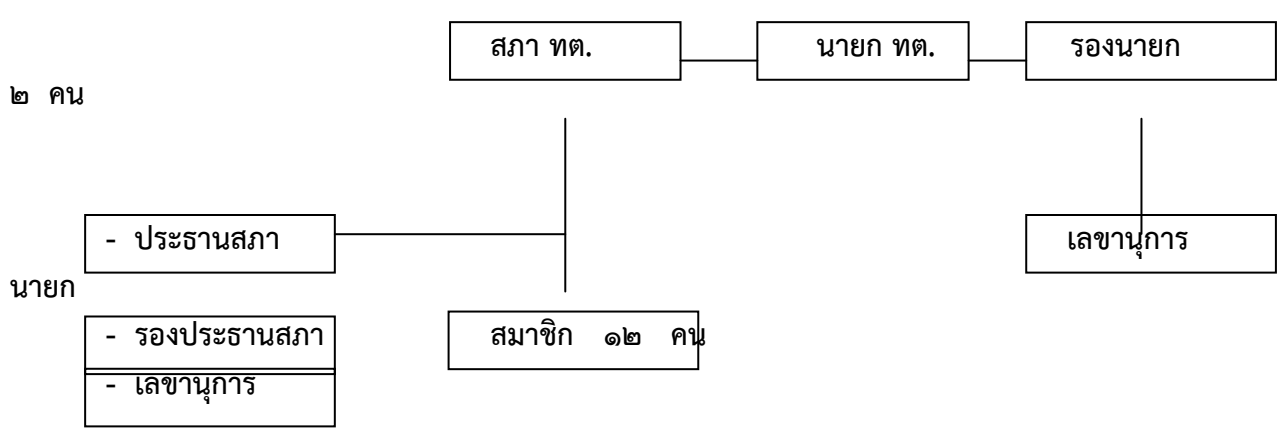 สภา ทต. นายก ทต. รองนายก
๒ คน
- ประธานสภา เลขานุการ
นายก
- รองประธานสภา สมาชิก ๑๒ คน
- เลขานุการ